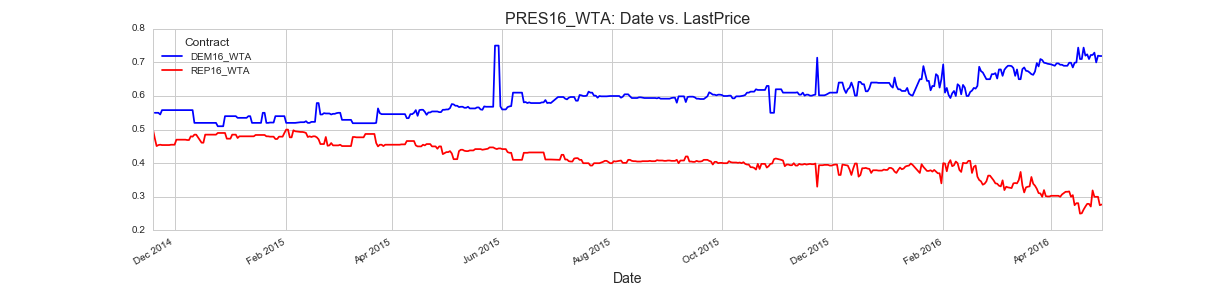 PRES16_WTA: Date vs. LastPrice
0.8
0.7
0.6
0.5
0.4
0.3
0.2
Contract
DEM16_WTA
REP16_WTA
Dec 2014
Feb 2015
Apr 2015
Jun 2015
Aug 2015
Oct 2015
Dec 2015
Feb 2016
Apr 2016
Date